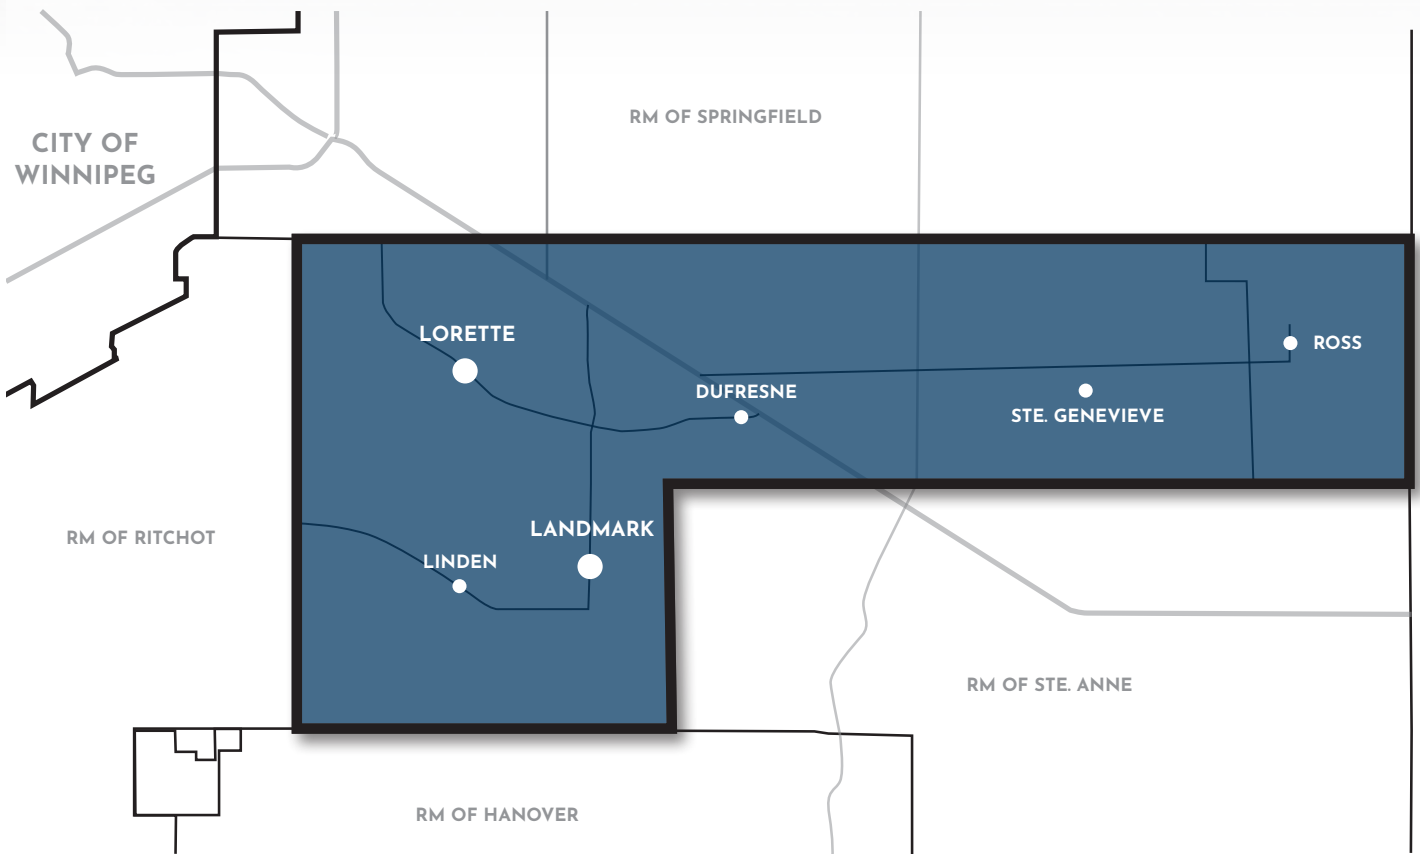 RM OF SPRINGFIELD
CITY OF
WINNIPEG
LORETTE
ROSS
DUFRESNE
STE. GENEVIEVE
LANDMARK
RM OF RITCHOT
LINDEN
RM OF STE. ANNE
RM OF HANOVER